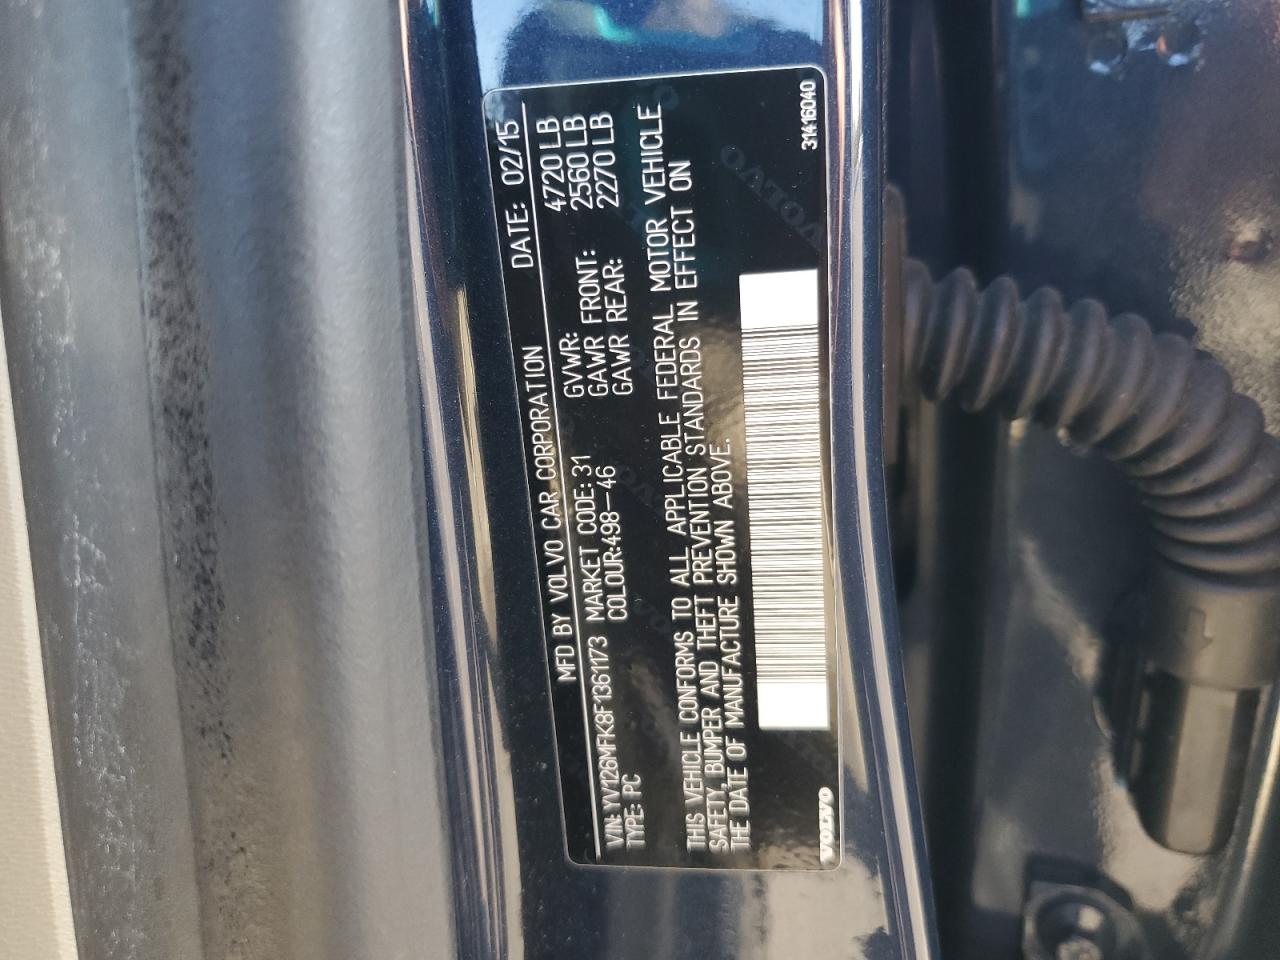 MFD BY VOLVO CAR CORPORATION DATE: 02/15
VIN: YV126MFK8F1361173 MARKET CODE: 31 GVWR: 4720 LB
TYPE: PC COLOUR:498-46 GAWR FRONT: 2560 LB
GAWR REAR: 2270 LB
THIS VEHICLE CONFORMS TO ALL APPLICABLE FEDERAL MOTOR VEHICLE
SAFETY, BUMPER AND THEFT PREVENTION STANDARDS IN EFFECT ON
THE DATE OF MANUFACTURE SHOWN ABOVE.
VOLVO
31416040